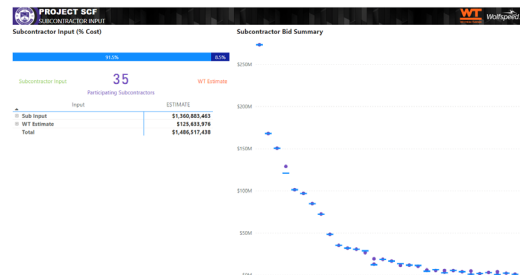 PROJECT SCF
SUBCONTRACTOR INPUT
WT
Wolfspeed
Subcontractor Input (% Cost)
Subcontractor Bid Summary
91.5%
8.5%
Subcontractor Input
35
WT Estimate
Participating Subcontractors
Input
ESTIMATE
Sub Input
$1,360,883,463
WT Estimate
$125,633,976
Total
$1,486,517,438
$250M
$200M
$150M
$100M
$50M